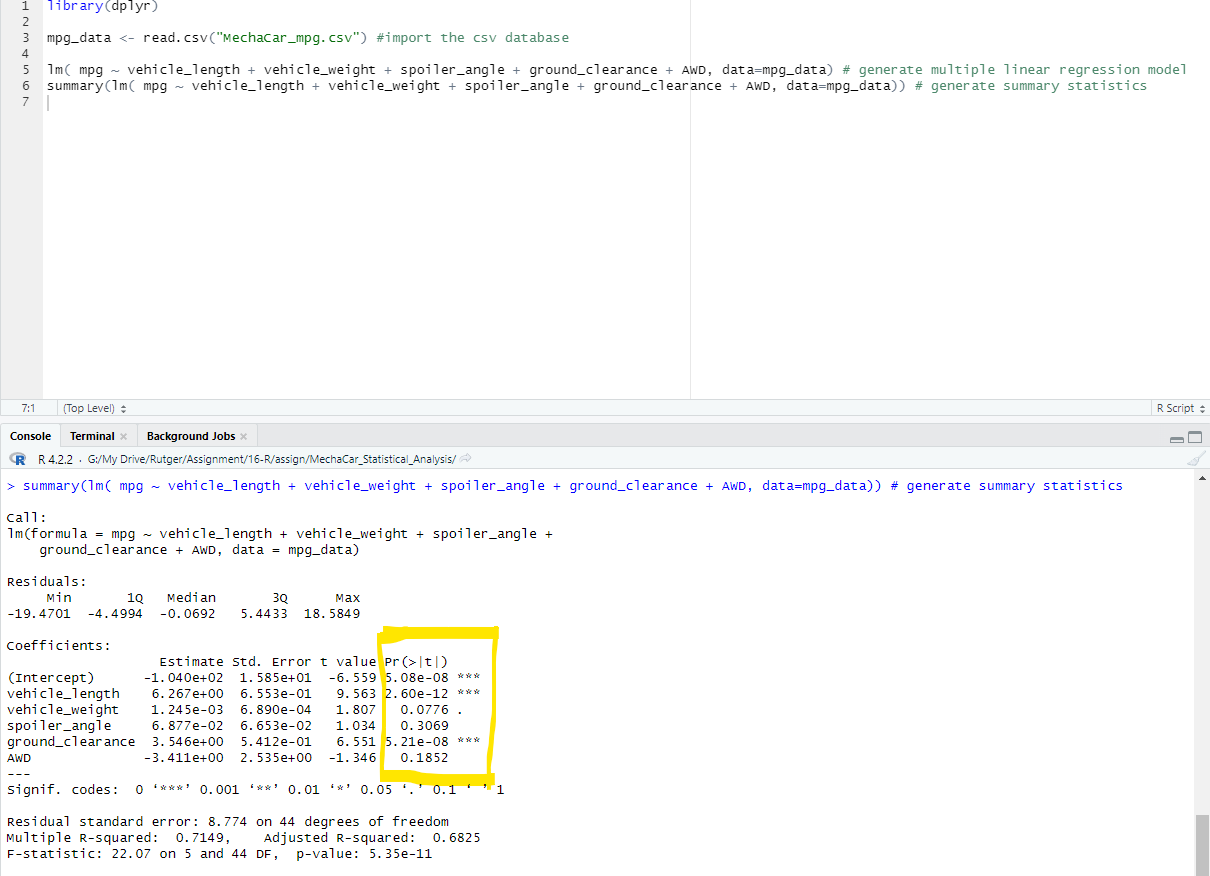 1 library(dplyr)
2
3 mpg_data <- read.csv("MechaCar_mpg.csv") #import the csv database
4
5 lm( mpg ~ vehicle_length + vehicle_weight + spoiler_angle + ground_clearance + AWD, data=mpg_data) # generate multiple linear regression model
6 summary(lm( mpg ~ vehicle_length + vehicle_weight + spoiler_angle + ground_clearance + AWD, data=mpg_data)) # generate summary statistics
7
7:1 (Top Level) R Script
Console Terminal × Background Jobs ×
R R 4.2.2 · G:/My Drive/Rutger/Assignment/16-R/assign/MechaCar_Statistical_Analysis/
> summary(lm( mpg ~ vehicle_length + vehicle_weight + spoiler_angle + ground_clearance + AWD, data=mpg_data)) # generate summary statistics
Call:
lm(formula = mpg ~ vehicle_length + vehicle_weight + spoiler_angle +
    ground_clearance + AWD, data = mpg_data)
Residuals:
     Min       1Q   Median       3Q      Max
-19.4701  -4.4994  -0.0692   5.4433  18.5849
Coefficients:
                   Estimate Std. Error t value Pr(>|t|)
(Intercept)      -1.040e+02  1.585e+01  -6.559 5.08e-08 ***
vehicle_length    6.267e+00  6.553e-01   9.563 2.60e-12 ***
vehicle_weight    1.245e-03  6.890e-04   1.807   0.0776 .
spoiler_angle     6.877e-02  6.653e-02   1.034   0.3069
ground_clearance  3.546e+00  5.412e-01   6.551 5.21e-08 ***
AWD              -3.411e+00  2.535e+00  -1.346   0.1852
---
Signif. codes:  0 ‘***’ 0.001 ‘**’ 0.01 ‘*’ 0.05 ‘.’ 0.1 ‘ ’ 1
Residual standard error: 8.774 on 44 degrees of freedom
Multiple R-squared:  0.7149,    Adjusted R-squared:  0.6825
F-statistic: 22.07 on 5 and 44 DF,  p-value: 5.35e-11